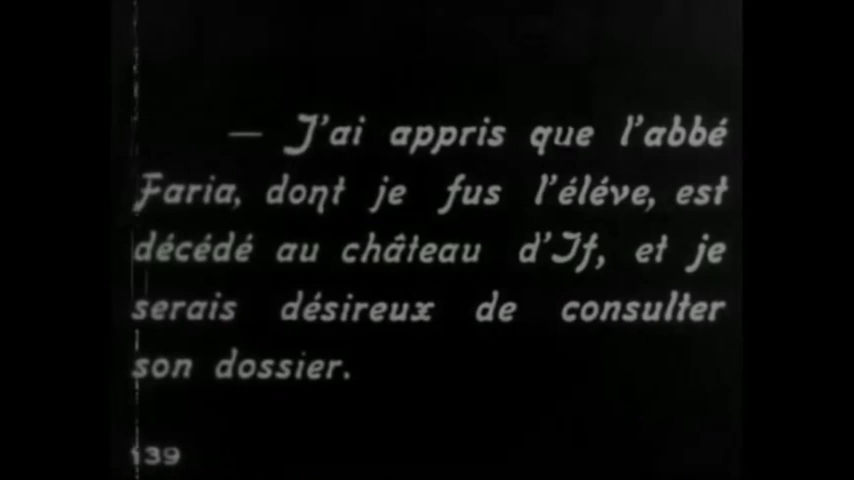 — J'ai appris que l'abbé
Faria, dont je fus l'éléve, est
décédé au château d'If, et je
serais désireux de consulter
son dossier.
139